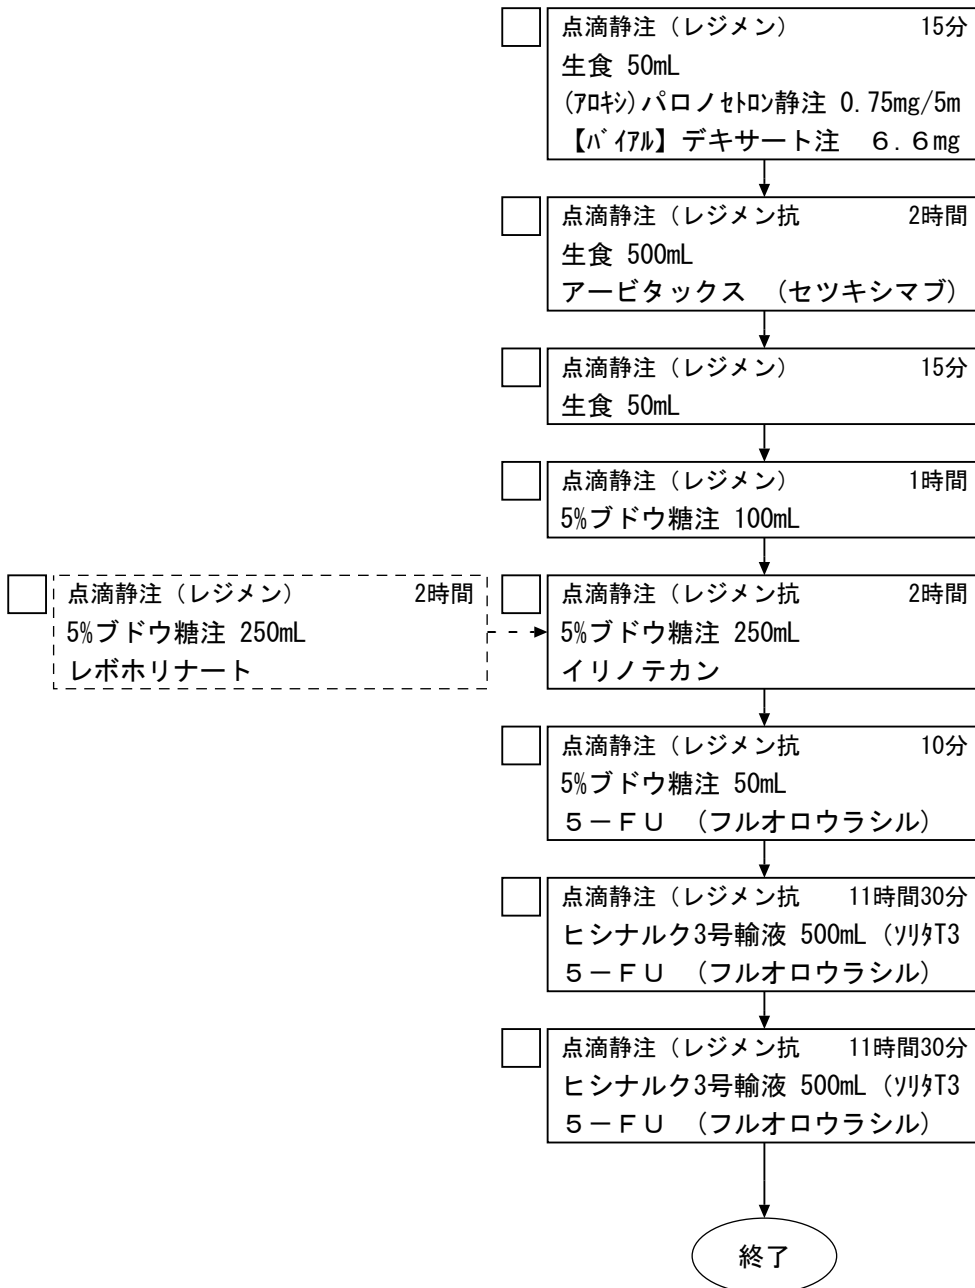 点滴静注（レジメン） 15分
生食 50mL
(ｱﾛｷｼ)パロノｾﾄﾛﾝ静注 0.75mg/5m
【ﾊﾞｲｱﾙ】デキサート注　６.６mg
点滴静注（レジメン抗 2時間
生食 500mL
アービタックス　（セツキシマブ）
点滴静注（レジメン） 15分
生食 50mL
点滴静注（レジメン） 1時間
5%ブドウ糖注 100mL
点滴静注（レジメン） 2時間
5%ブドウ糖注 250mL
レボホリナート
点滴静注（レジメン抗 2時間
5%ブドウ糖注 250mL
イリノテカン
点滴静注（レジメン抗 10分
5%ブドウ糖注 50mL
５－ＦＵ　（フルオロウラシル）
点滴静注（レジメン抗 11時間30分
ヒシナルク3号輸液 500mL（ｿﾘﾀT3
５－ＦＵ　（フルオロウラシル）
点滴静注（レジメン抗 11時間30分
ヒシナルク3号輸液 500mL（ｿﾘﾀT3
５－ＦＵ　（フルオロウラシル）
終了